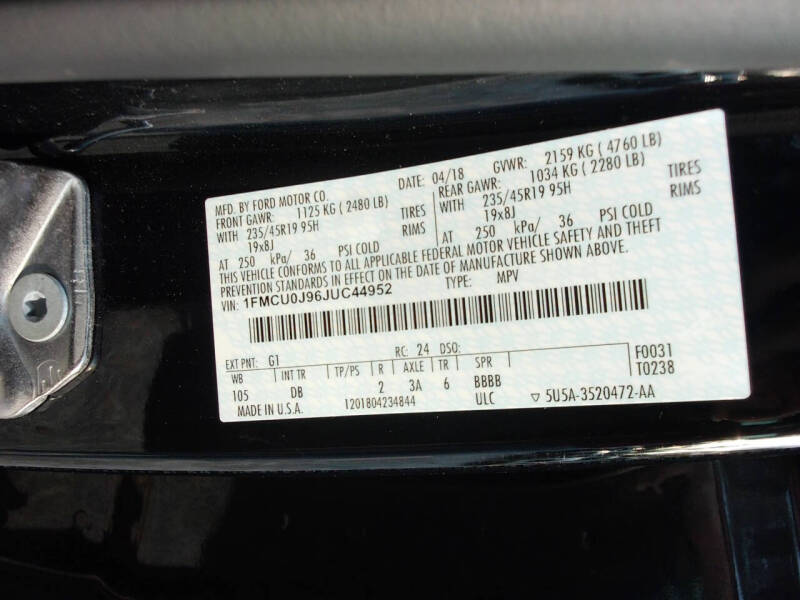 MFD. BY FORD MOTOR CO.
DATE: 04/18 GVWR: 2159 KG ( 4760 LB)
FRONT GAWR: 1125 KG ( 2480 LB) REAR GAWR: 1034 KG ( 2280 LB)
WITH 235/45R19 95H TIRES WITH 235/45R19 95H TIRES
19x8J RIMS 19x8J RIMS
AT 250 kPa/ 36 PSI COLD AT 250 kPa/ 36 PSI COLD
THIS VEHICLE CONFORMS TO ALL APPLICABLE FEDERAL MOTOR VEHICLE SAFETY AND THEFT
PREVENTION STANDARDS IN EFFECT ON THE DATE OF MANUFACTURE SHOWN ABOVE.
VIN: 1FMCU0J96JUC44952 TYPE: MPV
EXT PNT: G1 RC: 24 DSO: F0031
WB INT TR TP/PS R AXLE TR SPR T0238
105 DB 2 3A 6 BBBB
MADE IN U.S.A. 1201804234844 ULC ▽ 5U5A-3520472-AA